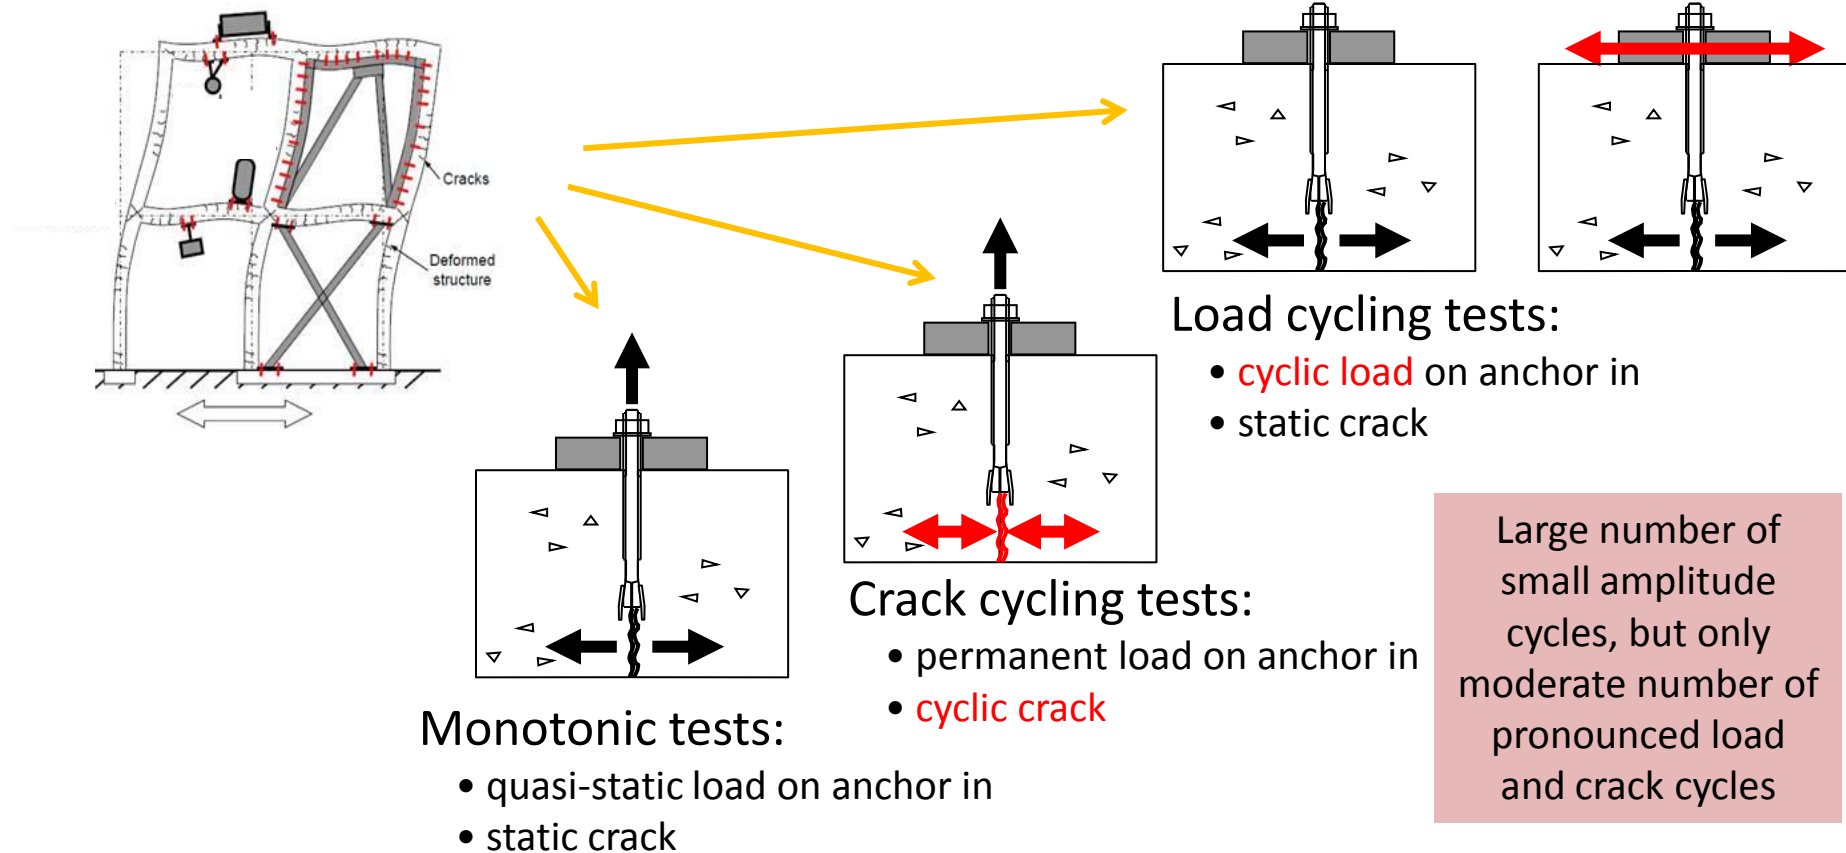 Cracks
Deformed
structure
Load cycling tests:
• cyclic load on anchor in
• static crack
Crack cycling tests:
• permanent load on anchor in
• cyclic crack
Monotonic tests:
• quasi-static load on anchor in
• static crack
Large number of
small amplitude
cycles, but only
moderate number of
pronounced load
and crack cycles